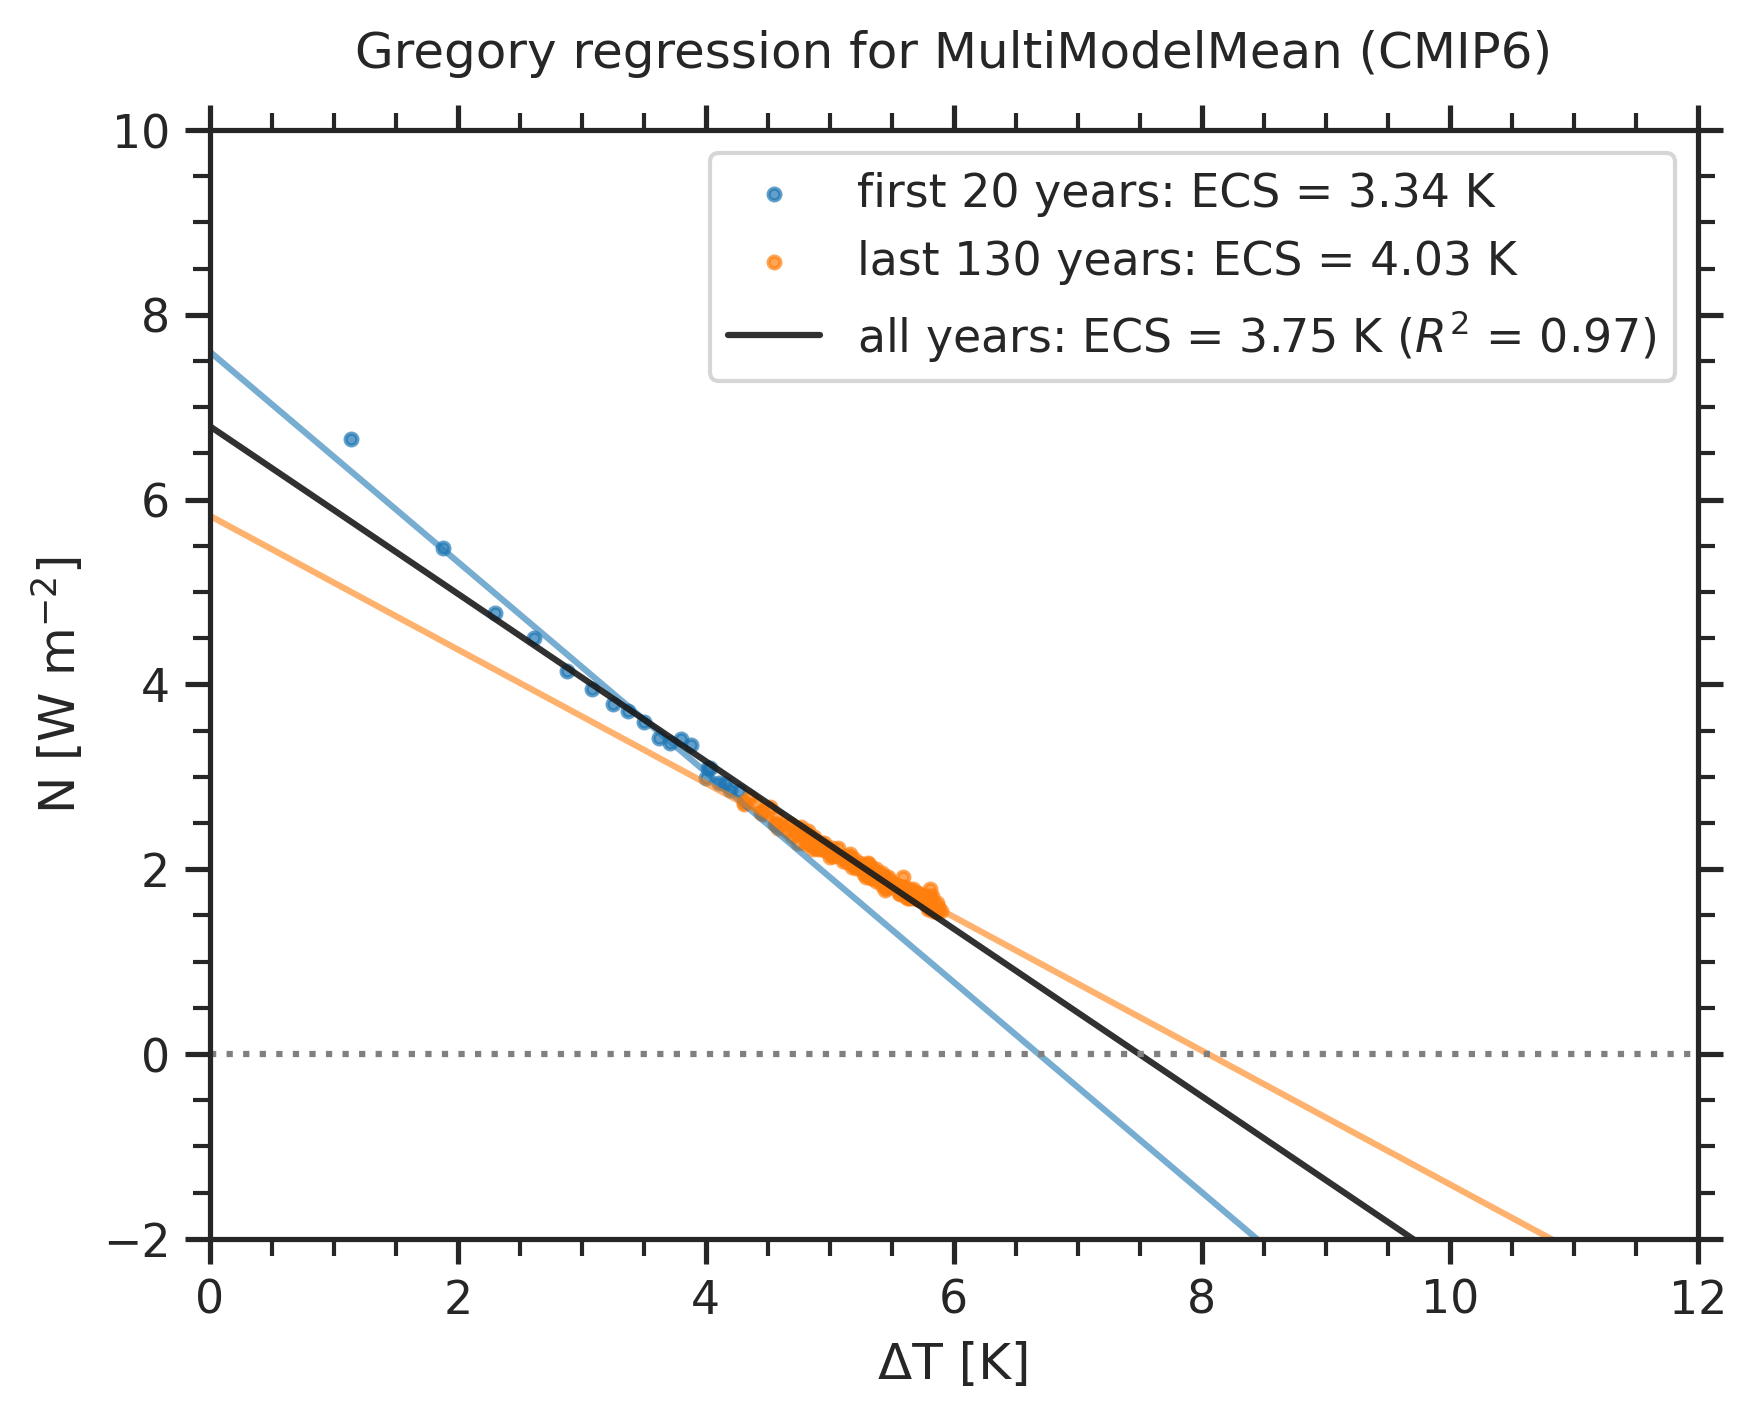 Gregory regression for MultiModelMean (CMIP6)
first 20 years: ECS = 3.34 K
last 130 years: ECS = 4.03 K
all years: ECS = 3.75 K (R² = 0.97)
N [W m⁻²]
10
8
6
4
2
0
−2
0 2 4 6 8 10 12
ΔT [K]